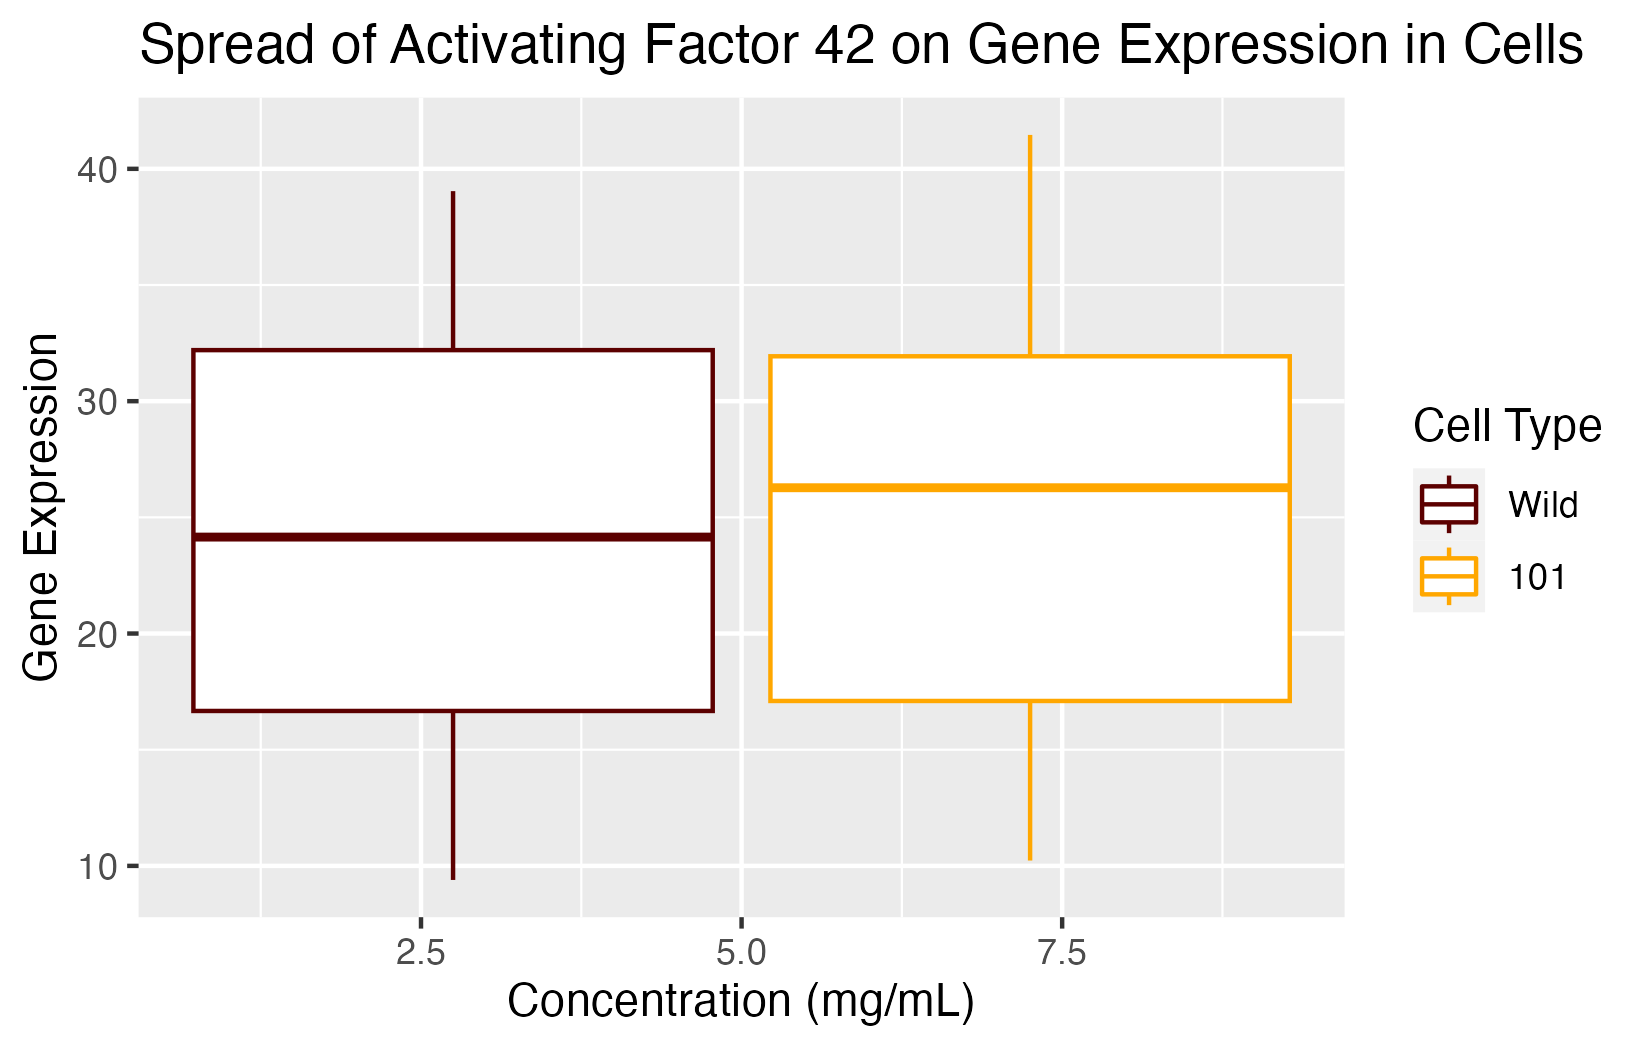 Spread of Activating Factor 42 on Gene Expression in Cells
40
30
20
10
Gene Expression
2.5 5.0 7.5
Concentration (mg/mL)
Cell Type
Wild
101